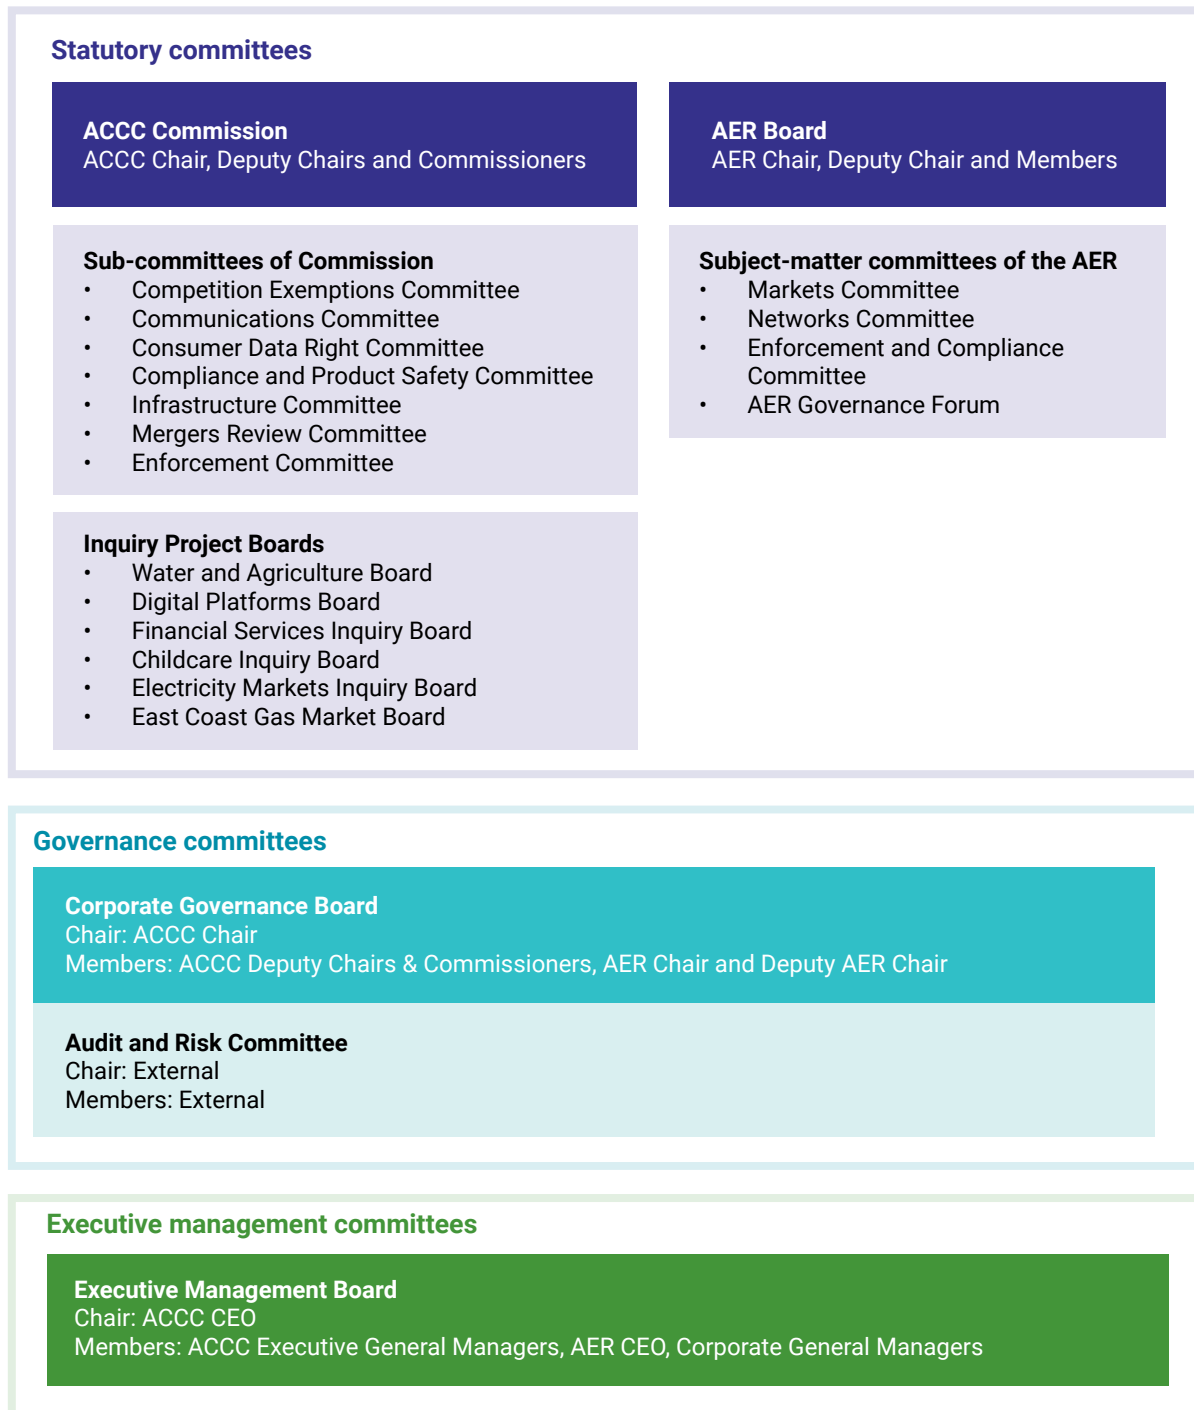 Statutory committees
ACCC Commission
ACCC Chair, Deputy Chairs and Commissioners
AER Board
AER Chair, Deputy Chair and Members
Sub-committees of Commission
• Competition Exemptions Committee
• Communications Committee
• Consumer Data Right Committee
• Compliance and Product Safety Committee
• Infrastructure Committee
• Mergers Review Committee
• Enforcement Committee
Subject-matter committees of the AER
• Markets Committee
• Networks Committee
• Enforcement and Compliance
Committee
• AER Governance Forum
Inquiry Project Boards
• Water and Agriculture Board
• Digital Platforms Board
• Financial Services Inquiry Board
• Childcare Inquiry Board
• Electricity Markets Inquiry Board
• East Coast Gas Market Board
Governance committees
Corporate Governance Board
Chair: ACCC Chair
Members: ACCC Deputy Chairs & Commissioners, AER Chair and Deputy AER Chair
Audit and Risk Committee
Chair: External
Members: External
Executive management committees
Executive Management Board
Chair: ACCC CEO
Members: ACCC Executive General Managers, AER CEO, Corporate General Managers